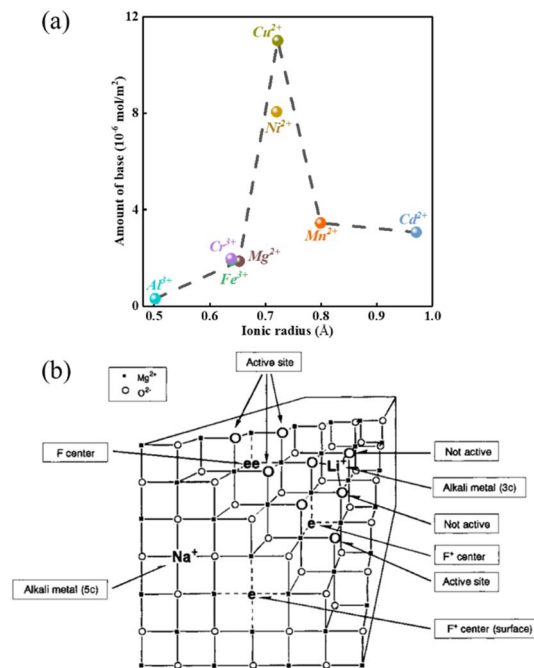 (a)
12
8
4
0
Amount of base (10⁻⁶ mol/m²)
Cu²⁺
Ni²⁺
Cr³⁺
Mg²⁺
Fe³⁺
Al³⁺
Mn²⁺
Cd²⁺
0.5 0.6 0.7 0.8 0.9 1.0
Ionic radius (Å)
(b)
Mg²⁺
O²⁻
Active site
F center
ee
Li⁺
Not active
Alkali metal (3c)
Not active
e
F⁺ center
Active site
Na⁺
Alkali metal (5c)
e
F⁺ center (surface)